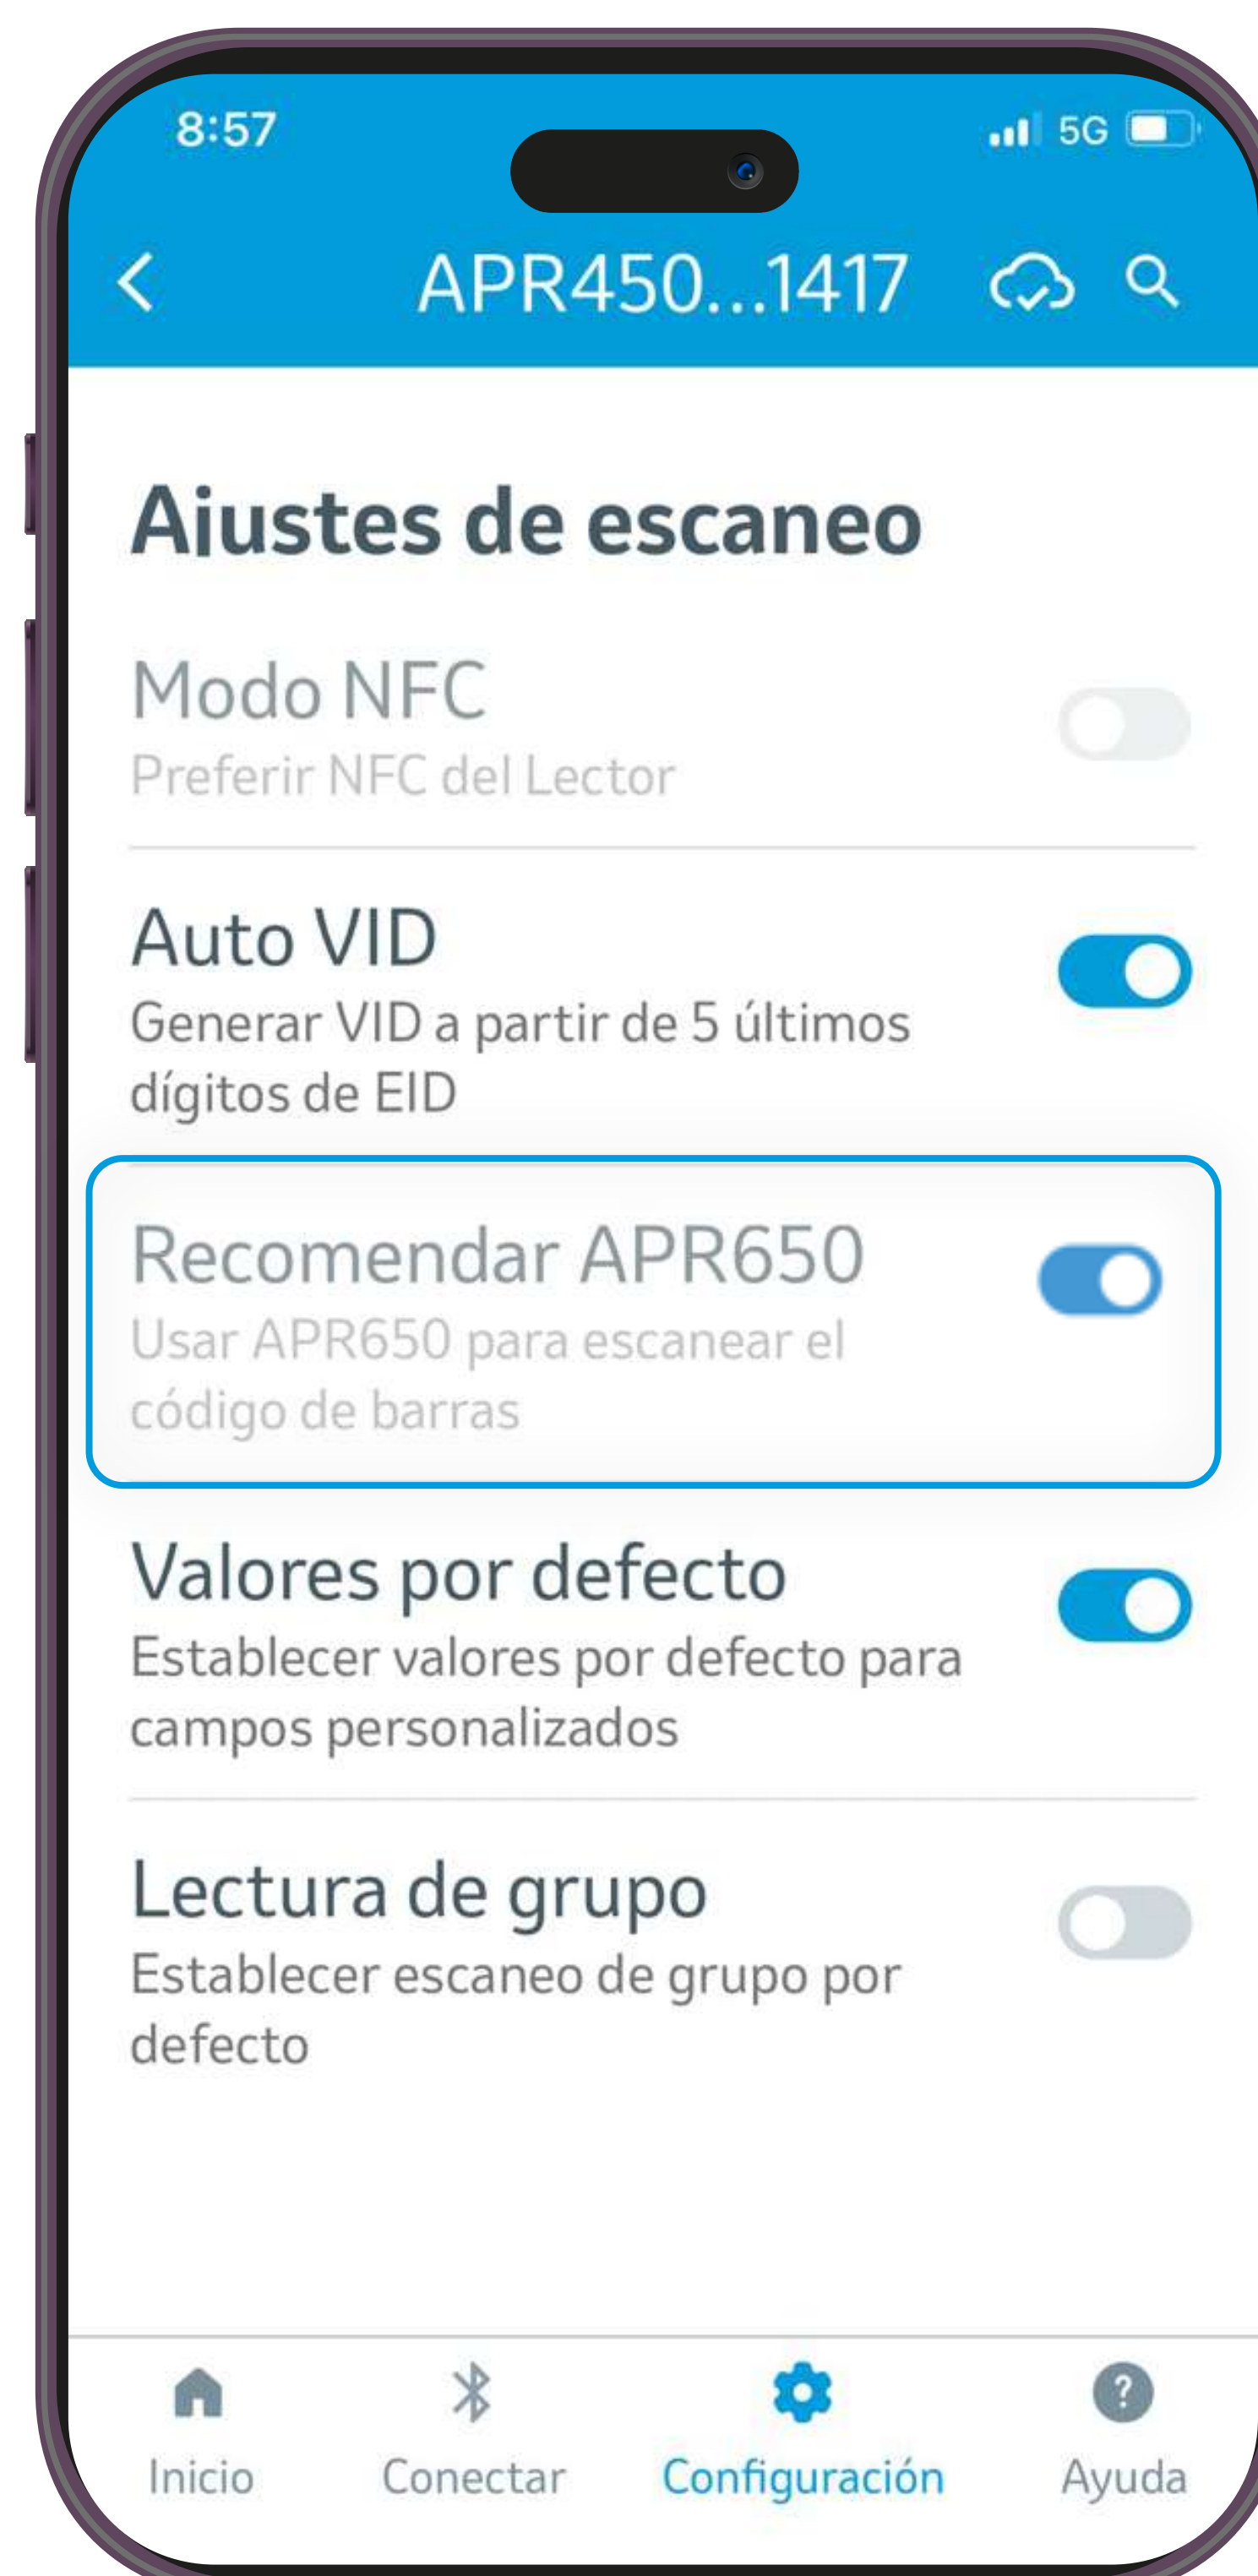 8:57
5G
APR450...1417
Ajustes de escaneo
Modo NFC
Preferir NFC del Lector
Auto VID
Generar VID a partir de 5 últimos
dígitos de EID
Recomendar APR650
Usar APR650 para escanear el
código de barras
Valores por defecto
Establecer valores por defecto para
campos personalizados
Lectura de grupo
Establecer escaneo de grupo por
defecto
Inicio
Conectar
Configuración
Ayuda